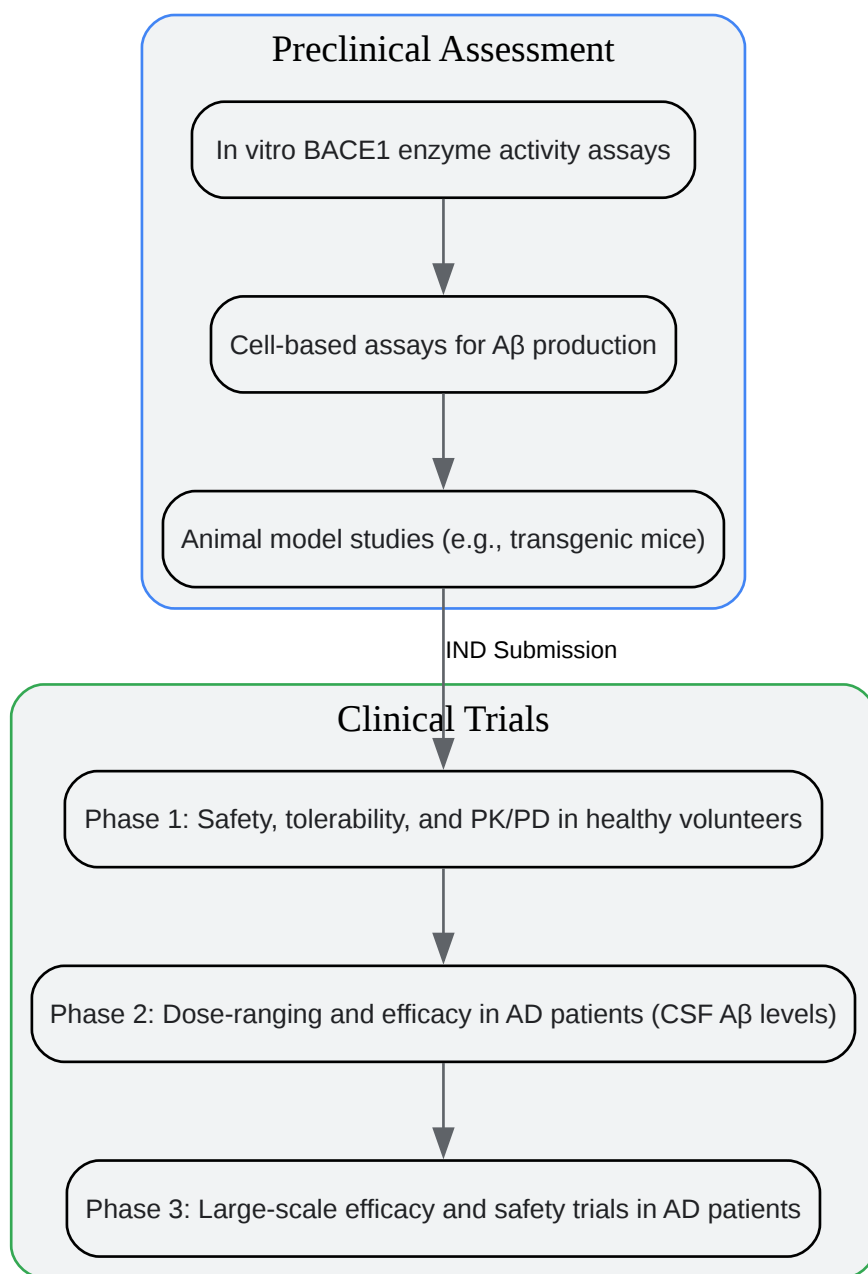 Preclinical Assessment
In vitro BACE1 enzyme activity assays
Cell-based assays for Aβ production
Animal model studies (e.g., transgenic mice)
IND Submission
Clinical Trials
Phase 1: Safety, tolerability, and PK/PD in healthy volunteers
Phase 2: Dose-ranging and efficacy in AD patients (CSF Aβ levels)
Phase 3: Large-scale efficacy and safety trials in AD patients